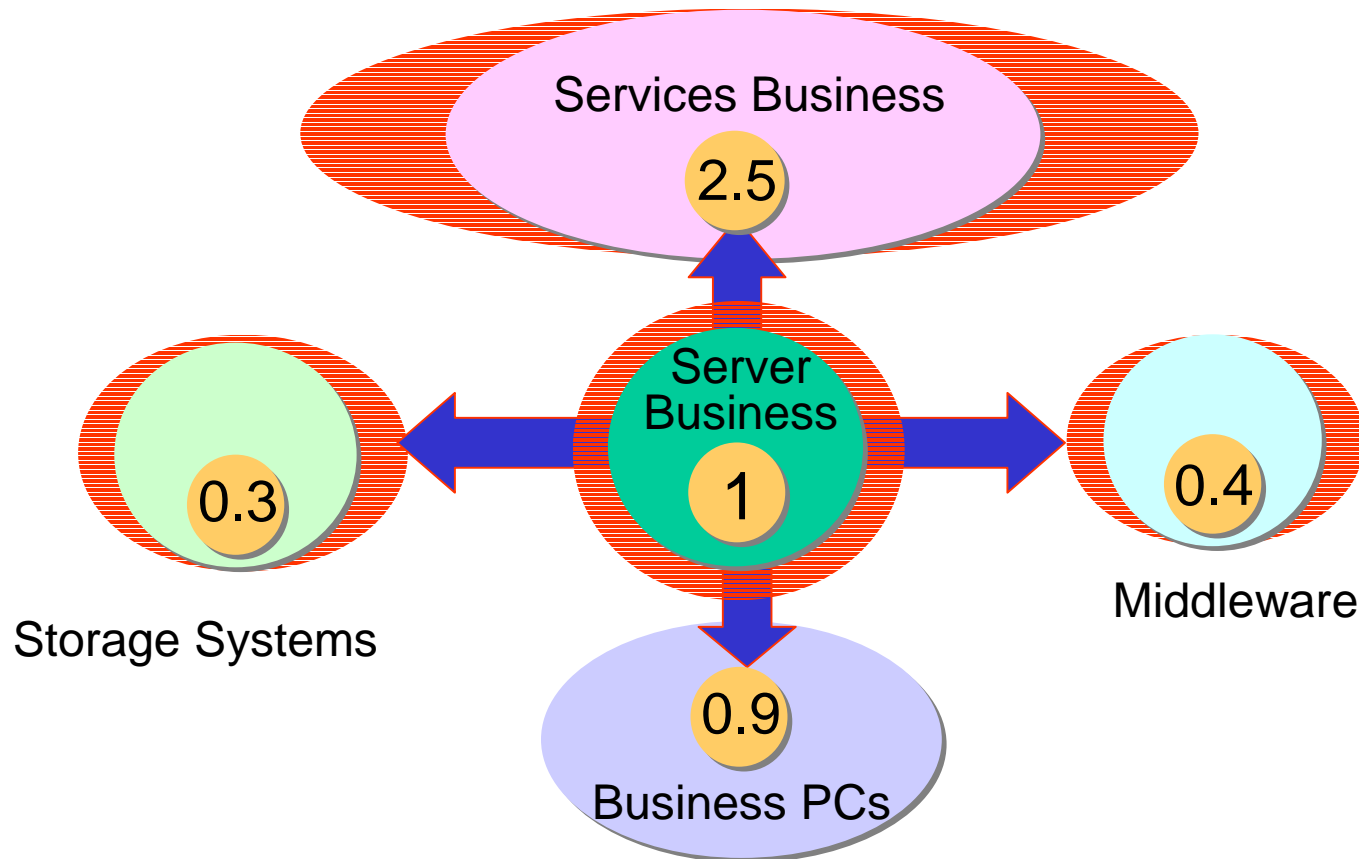 Services Business
2.5
Server
Business
1
0.3
0.4
Storage Systems
Middleware
0.9
Business PCs